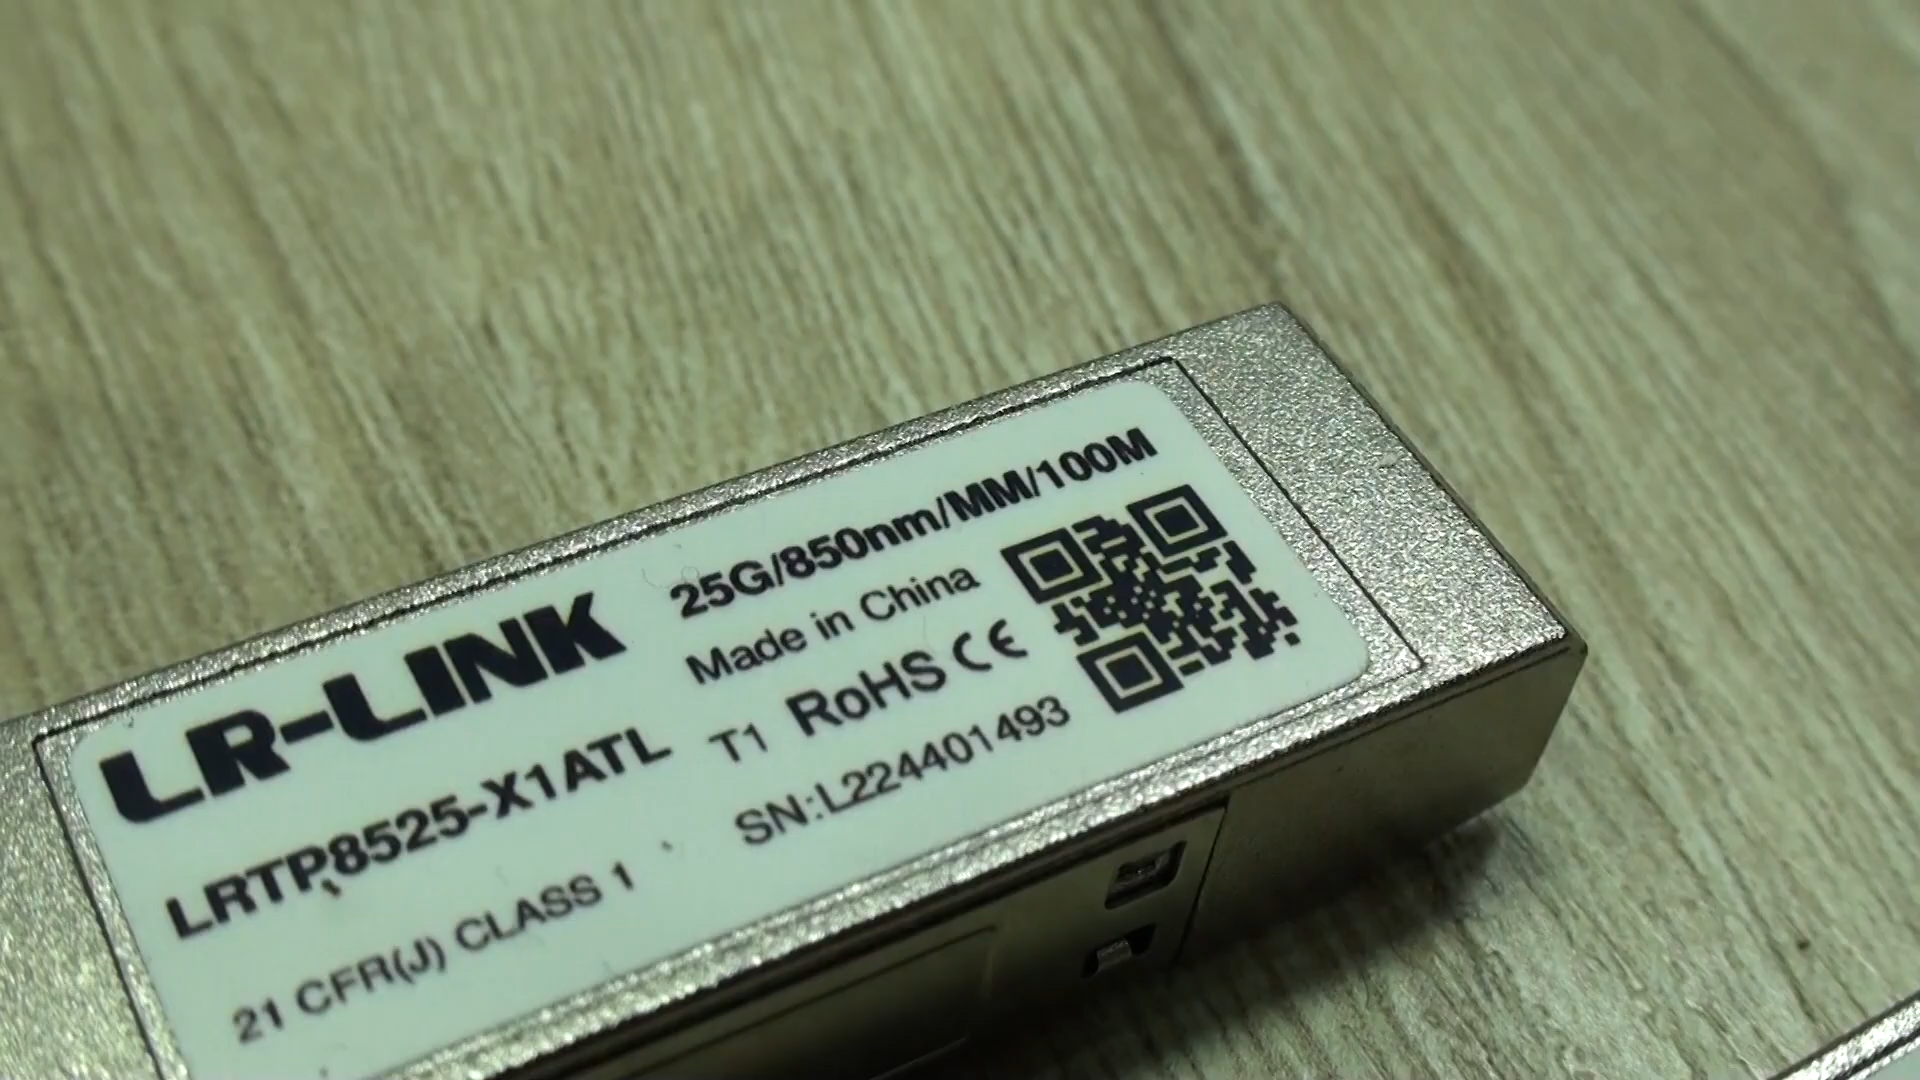 LR-LINK
LRTP8525-X1ATL
21 CFR(J) CLASS 1
25G/850nm/MM/100M
Made in China
T1 RoHS CE
SN:L224401493